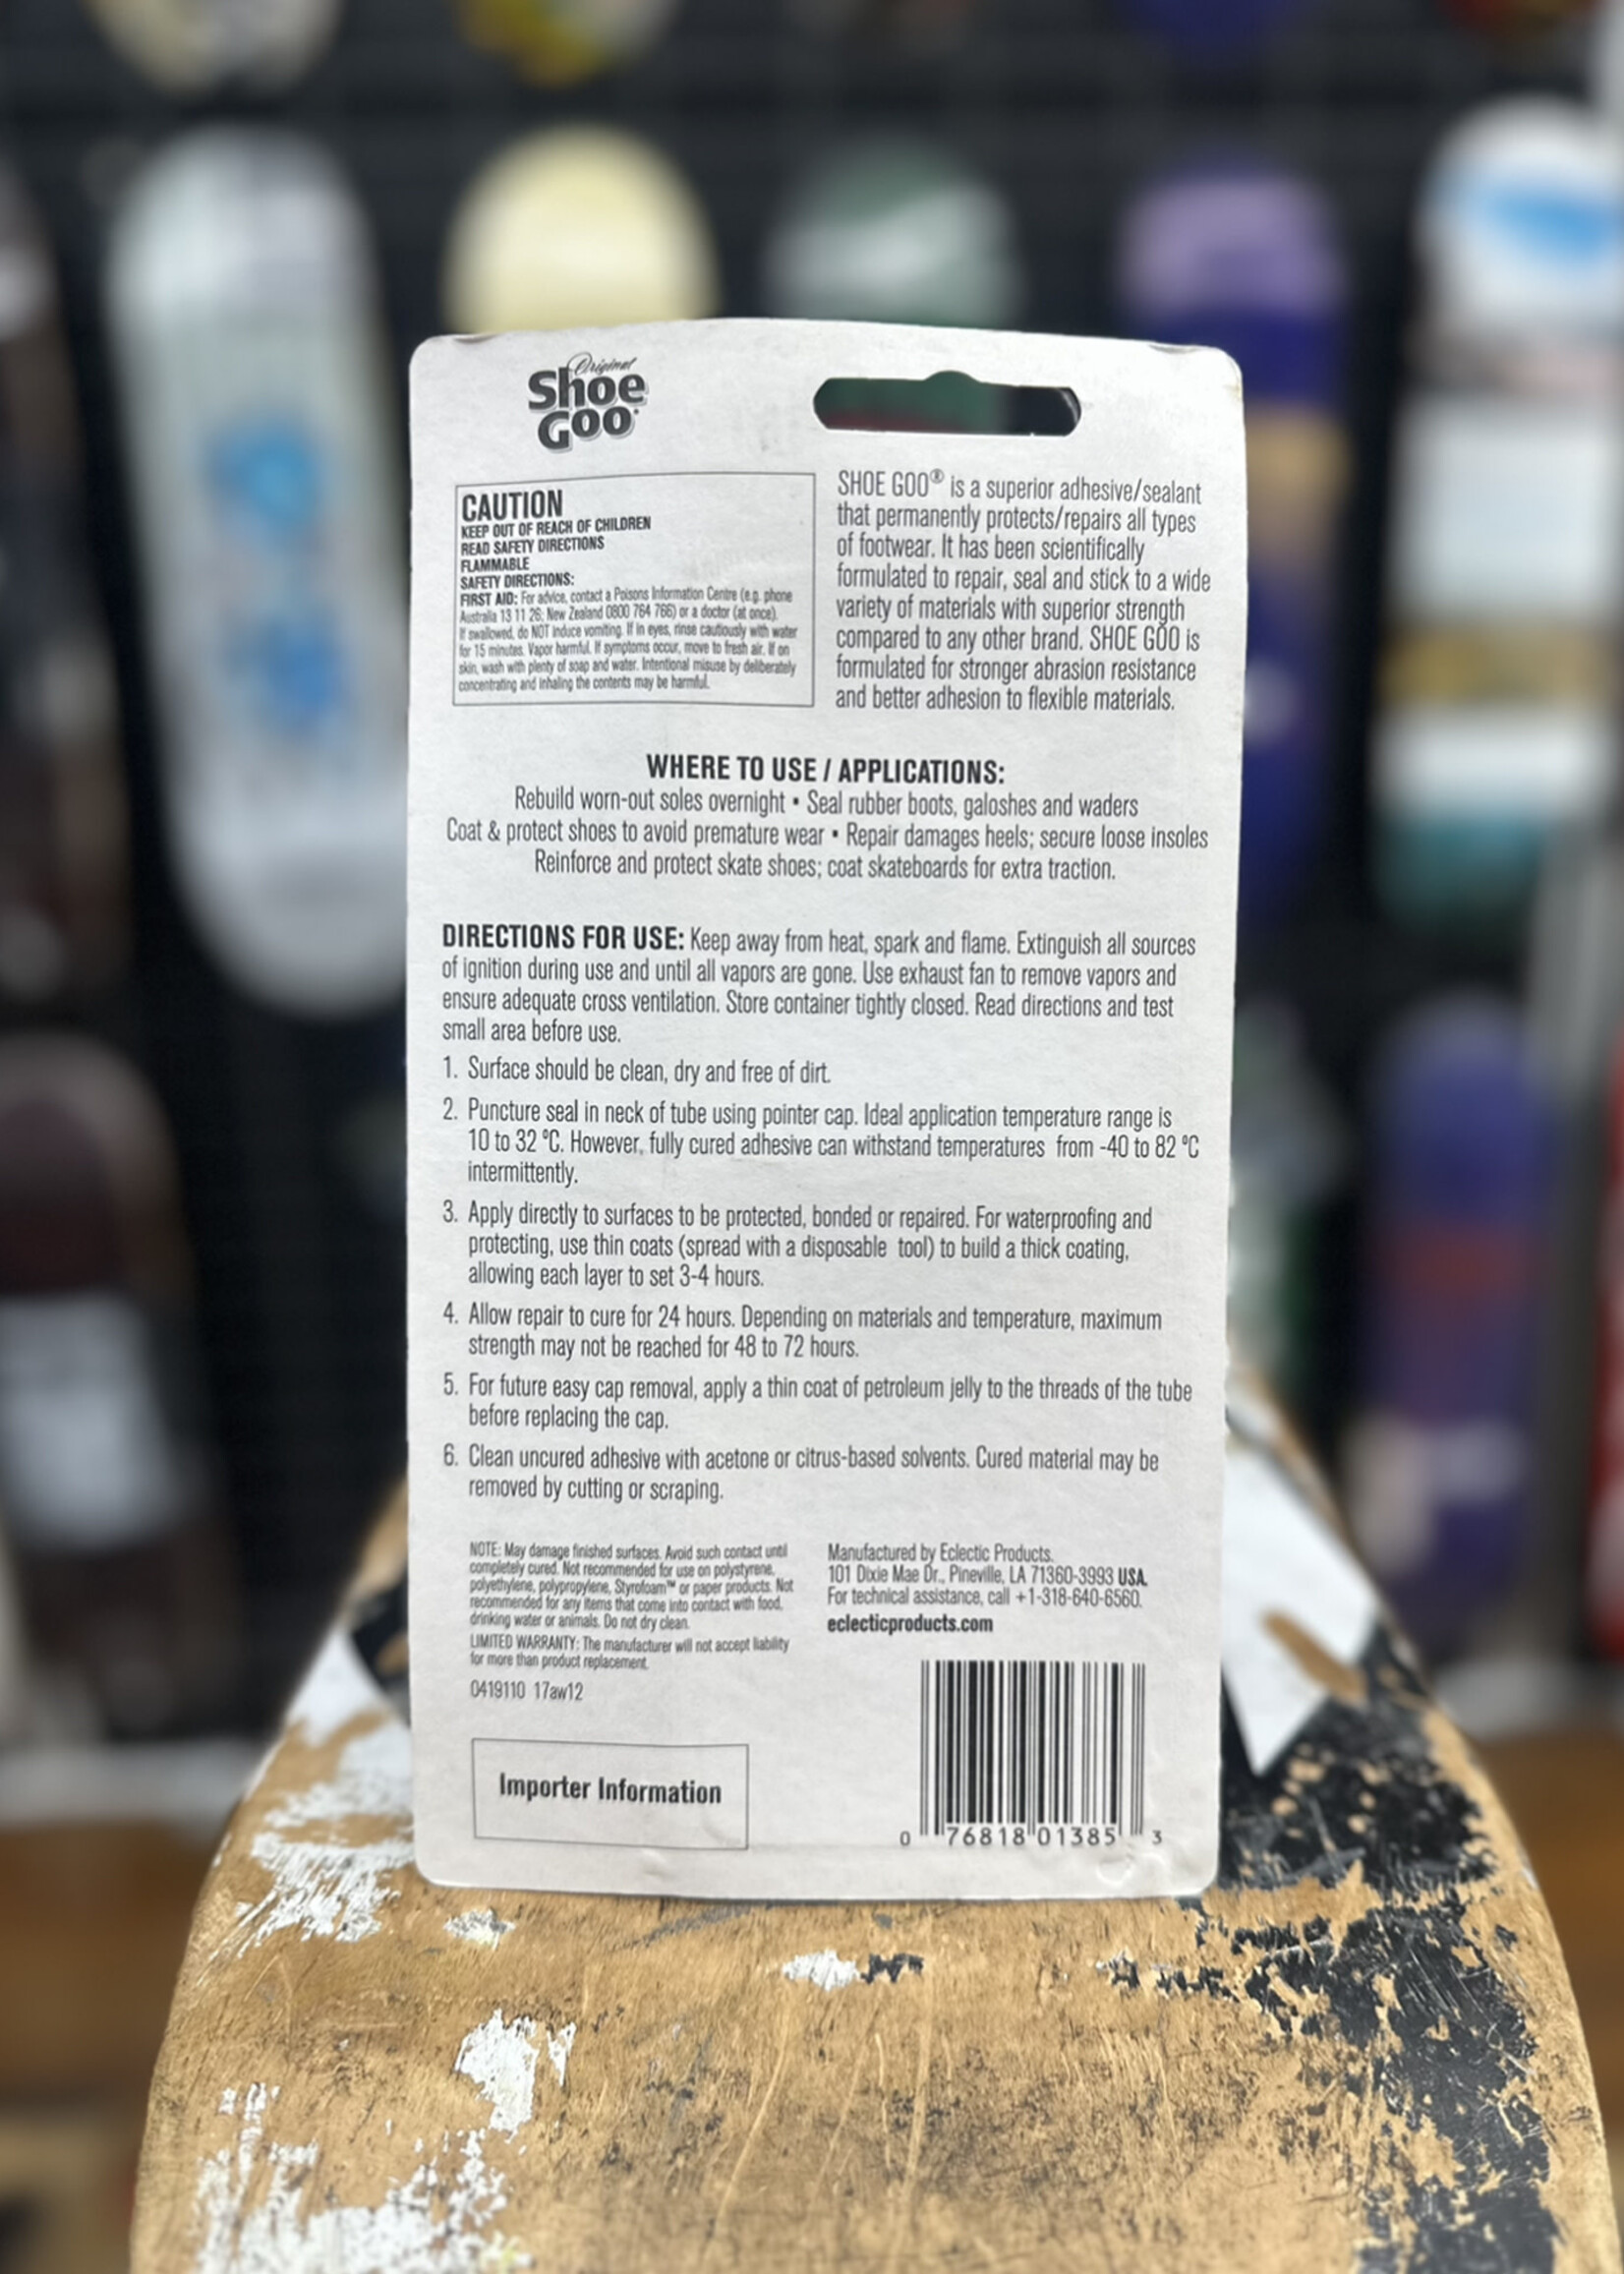 Original
Shoe
Goo
CAUTION
KEEP OUT OF REACH OF CHILDREN
READ SAFETY DIRECTIONS
FLAMMABLE
SAFETY DIRECTIONS:
FIRST AID: For advice, contact a Poisons Information Centre (e.g. phone
Australia 13 11 26; New Zealand 0800 764 766) or a doctor (at once).
If swallowed, do NOT induce vomiting. If in eyes, rinse cautiously with water
for 15 minutes. Vapor harmful. If symptoms occur, move to fresh air. If on
skin, wash with plenty of soap and water. Intentional misuse by deliberately
concentrating and inhaling the contents may be harmful.
SHOE GOO® is a superior adhesive/sealant
that permanently protects/repairs all types
of footwear. It has been scientifically
formulated to repair, seal and stick to a wide
variety of materials with superior strength
compared to any other brand. SHOE GOO is
formulated for stronger abrasion resistance
and better adhesion to flexible materials.
WHERE TO USE / APPLICATIONS:
Rebuild worn-out soles overnight ▪ Seal rubber boots, galoshes and waders
Coat & protect shoes to avoid premature wear ▪ Repair damages heels; secure loose insoles
Reinforce and protect skate shoes; coat skateboards for extra traction.
DIRECTIONS FOR USE: Keep away from heat, spark and flame. Extinguish all sources
of ignition during use and until all vapors are gone. Use exhaust fan to remove vapors and
ensure adequate cross ventilation. Store container tightly closed. Read directions and test
small area before use.
1. Surface should be clean, dry and free of dirt.
2. Puncture seal in neck of tube using pointer cap. Ideal application temperature range is
10 to 32 ºC. However, fully cured adhesive can withstand temperatures from -40 to 82 ºC
intermittently.
3. Apply directly to surfaces to be protected, bonded or repaired. For waterproofing and
protecting, use thin coats (spread with a disposable tool) to build a thick coating,
allowing each layer to set 3-4 hours.
4. Allow repair to cure for 24 hours. Depending on materials and temperature, maximum
strength may not be reached for 48 to 72 hours.
5. For future easy cap removal, apply a thin coat of petroleum jelly to the threads of the tube
before replacing the cap.
6. Clean uncured adhesive with acetone or citrus-based solvents. Cured material may be
removed by cutting or scraping.
NOTE: May damage finished surfaces. Avoid such contact until
completely cured. Not recommended for use on polystyrene,
polyethylene, polypropylene, Styrofoam™ or paper products. Not
recommended for any items that come into contact with food,
drinking water or animals. Do not dry clean.
LIMITED WARRANTY: The manufacturer will not accept liability
for more than product replacement.
0419110 17aw12
Manufactured by Eclectic Products.
101 Dixie Mae Dr., Pineville, LA 71360-3993 USA.
For technical assistance, call +1-318-640-6560.
eclecticproducts.com
Importer Information
0 76818 01385 3